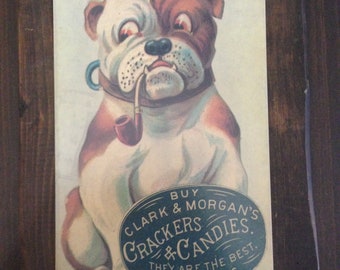 BUY
CLARK & MORGAN'S
CRACKERS
& CANDIES.
THEY ARE THE BEST.